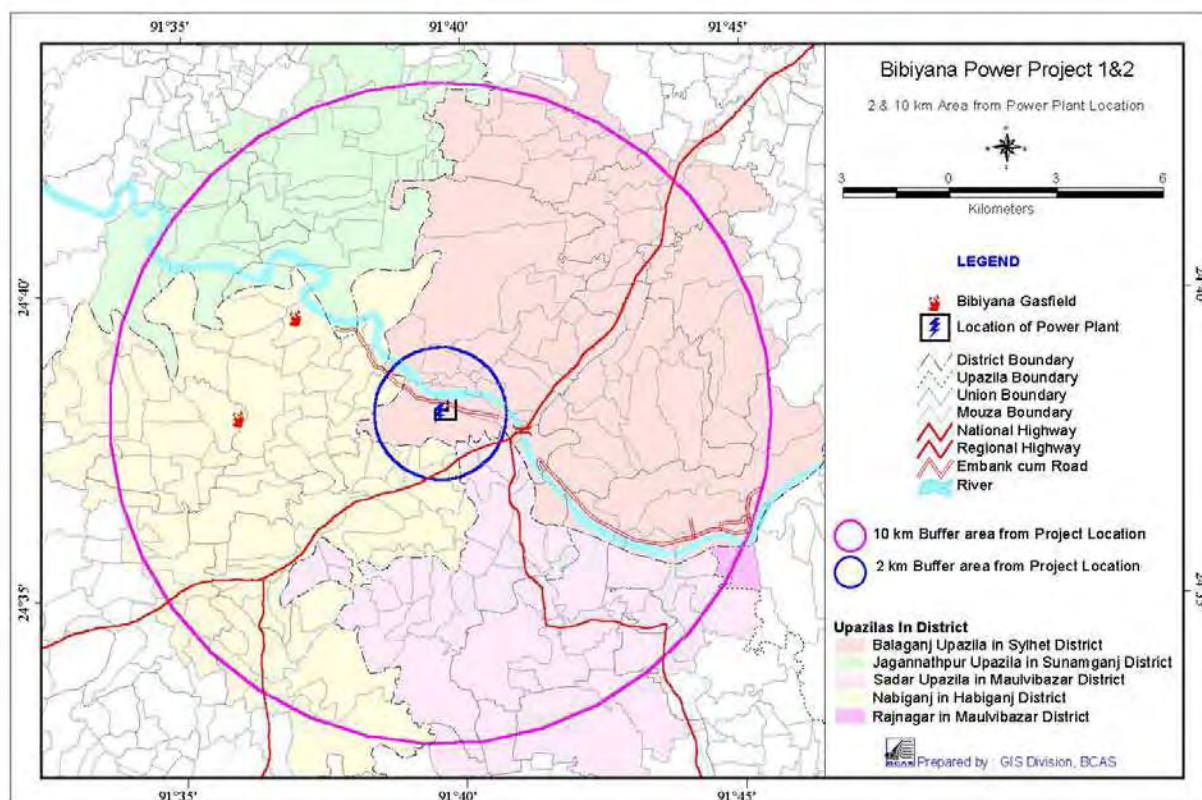 91°35'
91°40'
91°45'
Bibiyana Power Project 1&2
2 & 10 km Area from Power Plant Location
3 0 3 6
Kilometers
24°40'
24°40'
LEGEND
Bibiyana Gasfield
Location of Power Plant
District Boundary
Upazila Boundary
Union Boundary
Mouza Boundary
National Highway
Regional Highway
Embank cum Road
River
10 km Buffer area from Project Location
2 km Buffer area from Project Location
24°35'
24°35'
Upazilas In District
Balaganj Upazila in Sylhet District
Jagannathpur Upazila in Sunamganj District
Sadar Upazila in Maulvibazar District
Nabiganj in Habiganj District
Rajnagar in Maulvibazar District
BCAS Prepared by : GIS Division, BCAS
91°35'
91°40'
91°45'